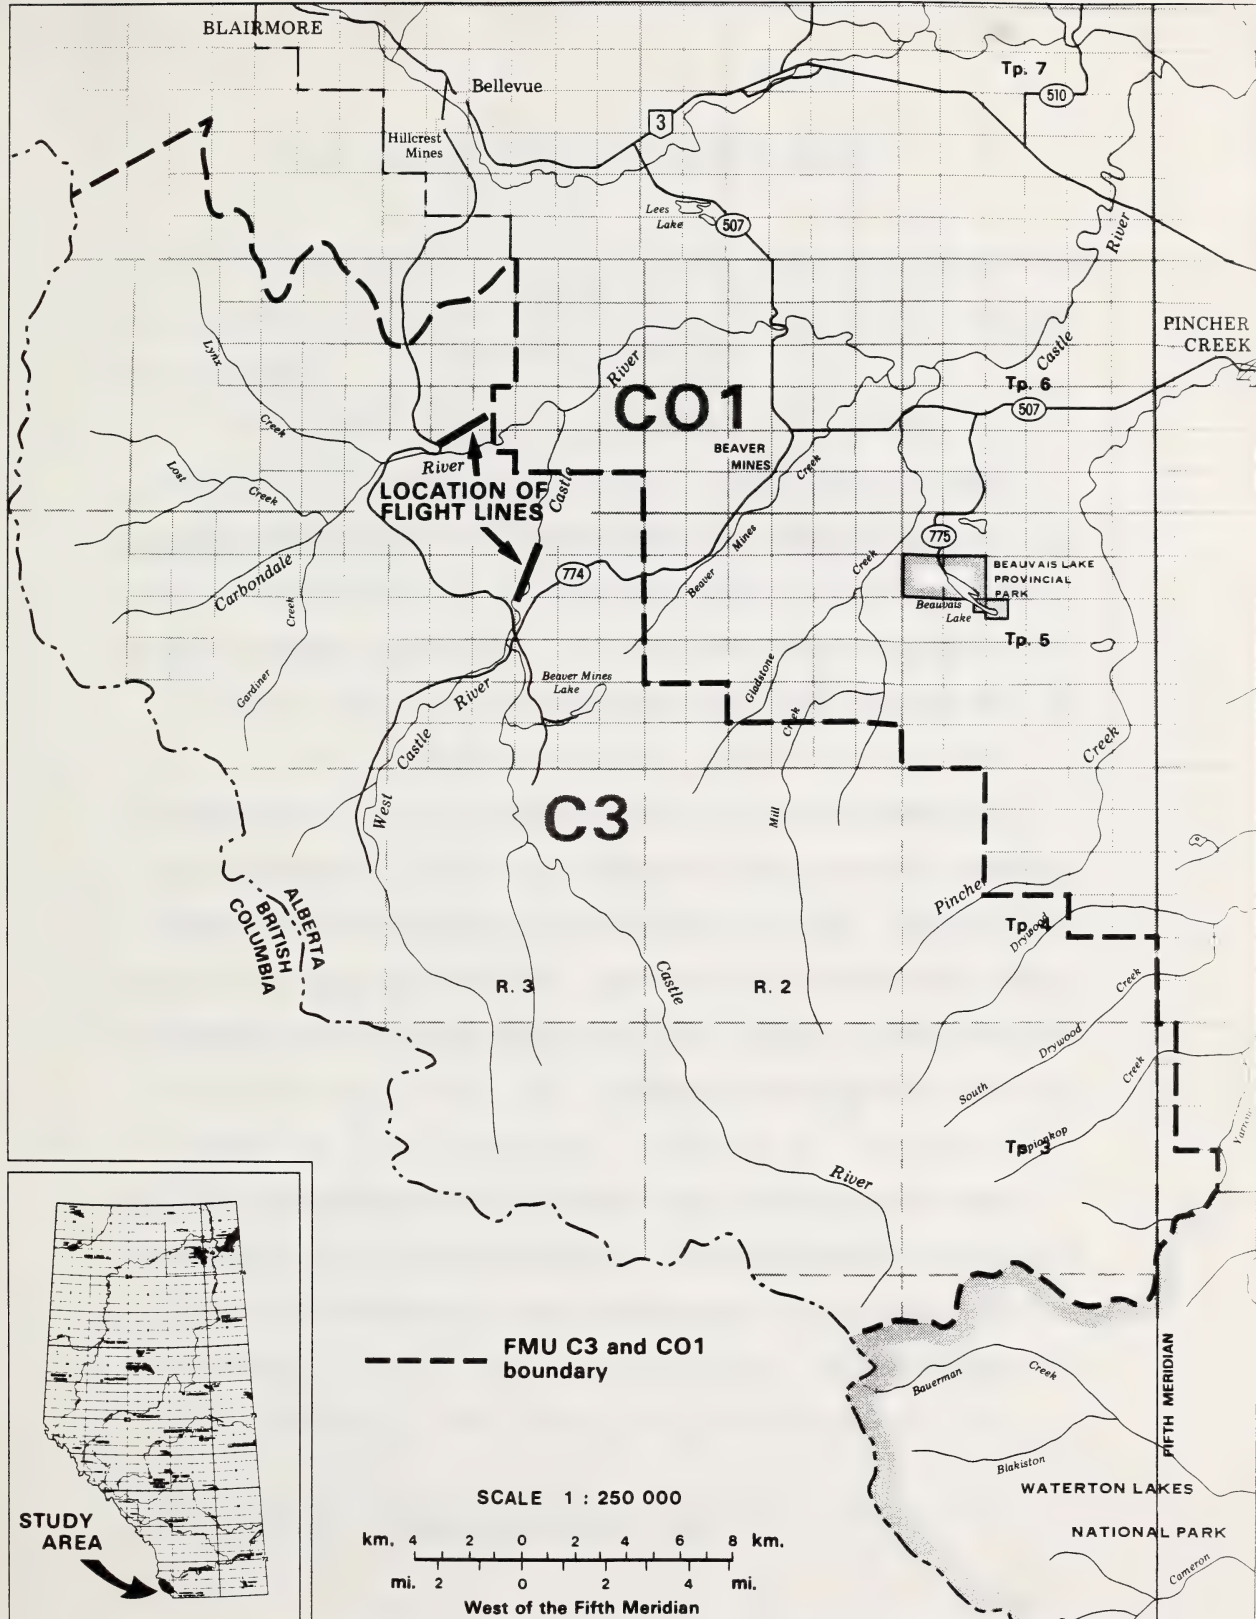 BLAIRMORE
Bellevue
Hillcrest
Mines
3
Tp. 7
510
Lees
Lake
507
River
PINCHER
CREEK
Castle
Tp. 6
507
River
CO1
BEAVER
MINES
Creek
Lynx
Creek
Lost
Creek
River
LOCATION OF
FLIGHT LINES
Castle
774
Carbondale
Creek
Gardiner
Mines
Beaver
Creek
775
BEAUVAIS LAKE
PROVINCIAL
PARK
Beauvais
Lake
Tp. 5
Beaver Mines
Lake
River
Castle
West
Gladstone
Creek
Mill
Creek
C3
Pincher
Tp. 4
Drywood
ALBERTA
BRITISH
COLUMBIA
R. 3
Castle
R. 2
Creek
Drywood
South
Creek
Tp. 3
River
FMU C3 and CO1
boundary
Bauerman
Creek
Blakiston
FIFTH MERIDIAN
WATERTON LAKES
NATIONAL PARK
Cameron
SCALE 1 : 250 000
km. 4 2 0 4 6 8 km.
mi. 2 0 2 4 mi.
West of the Fifth Meridian
STUDY
AREA